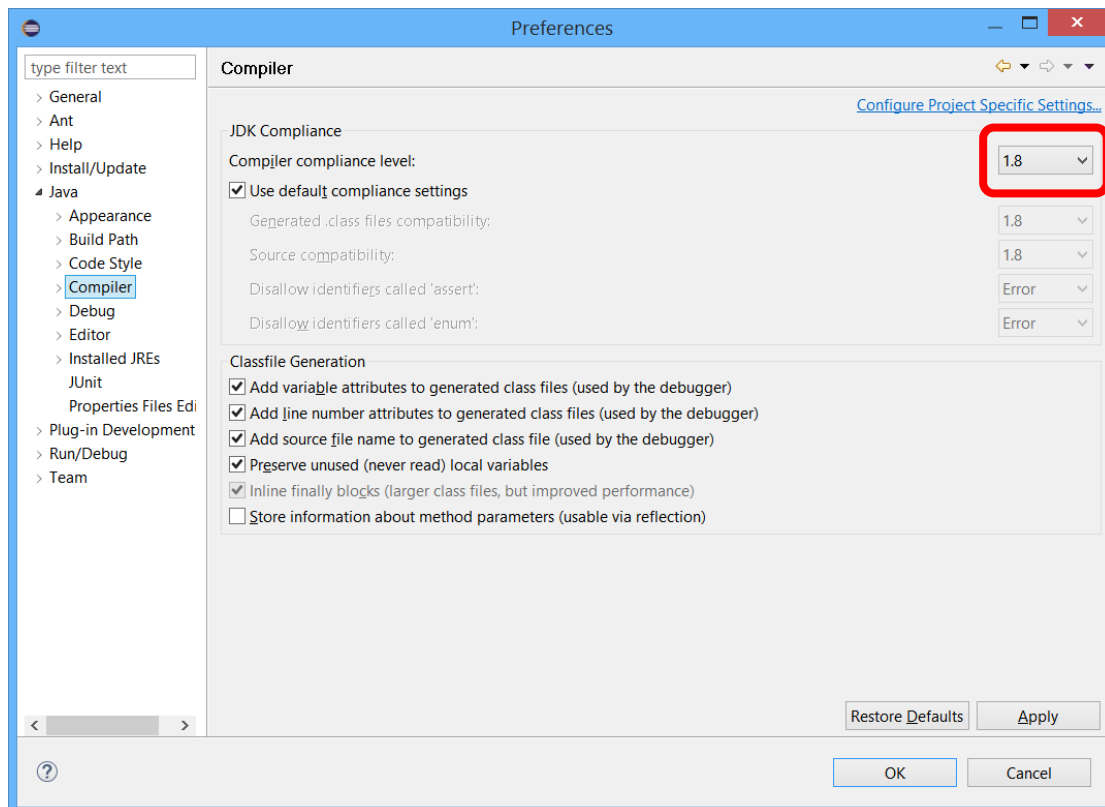 Preferences
type filter text
General
Ant
Help
Install/Update
Java
Appearance
Build Path
Code Style
Compiler
Debug
Editor
Installed JREs
JUnit
Properties Files Edi
Plug-in Development
Run/Debug
Team
Compiler
Configure Project Specific Settings...
JDK Compliance
Compiler compliance level: 1.8
Use default compliance settings
Generated .class files compatibility: 1.8
Source compatibility: 1.8
Disallow identifiers called 'assert': Error
Disallow identifiers called 'enum': Error
Classfile Generation
Add variable attributes to generated class files (used by the debugger)
Add line number attributes to generated class files (used by the debugger)
Add source file name to generated class file (used by the debugger)
Preserve unused (never read) local variables
Inline finally blocks (larger class files, but improved performance)
Store information about method parameters (usable via reflection)
Restore Defaults Apply
OK Cancel